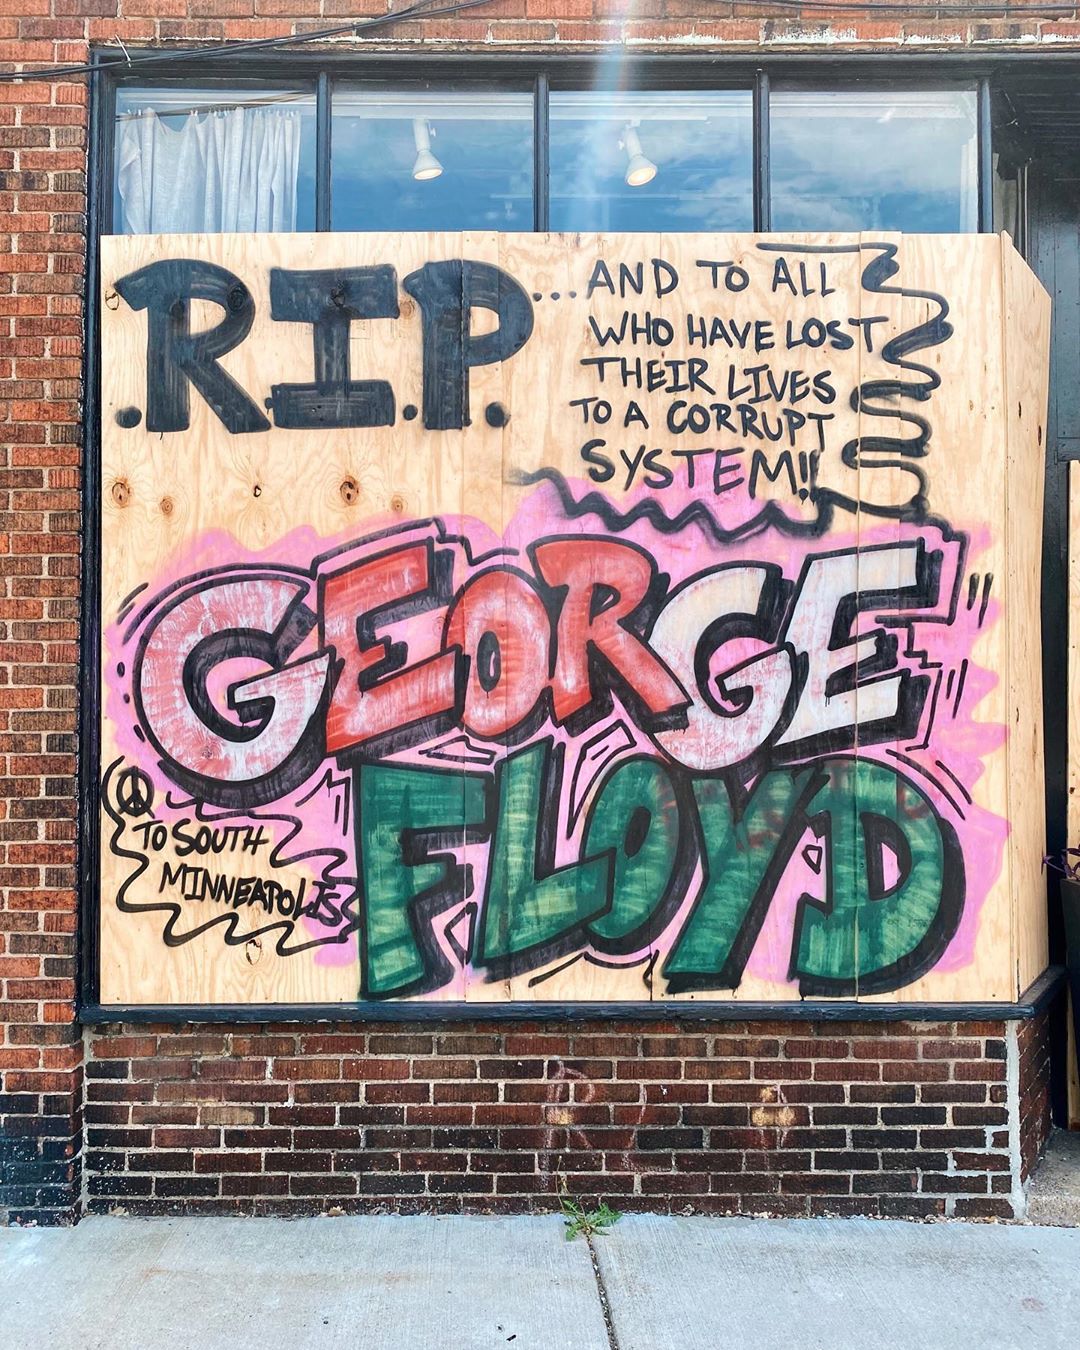 .R.I.P.
...AND TO ALL
WHO HAVE LOST
THEIR LIVES
TO A CORRUPT
SYSTEM!!
GEORGE
FLOYD
TO SOUTH
MINNEAPOLIS